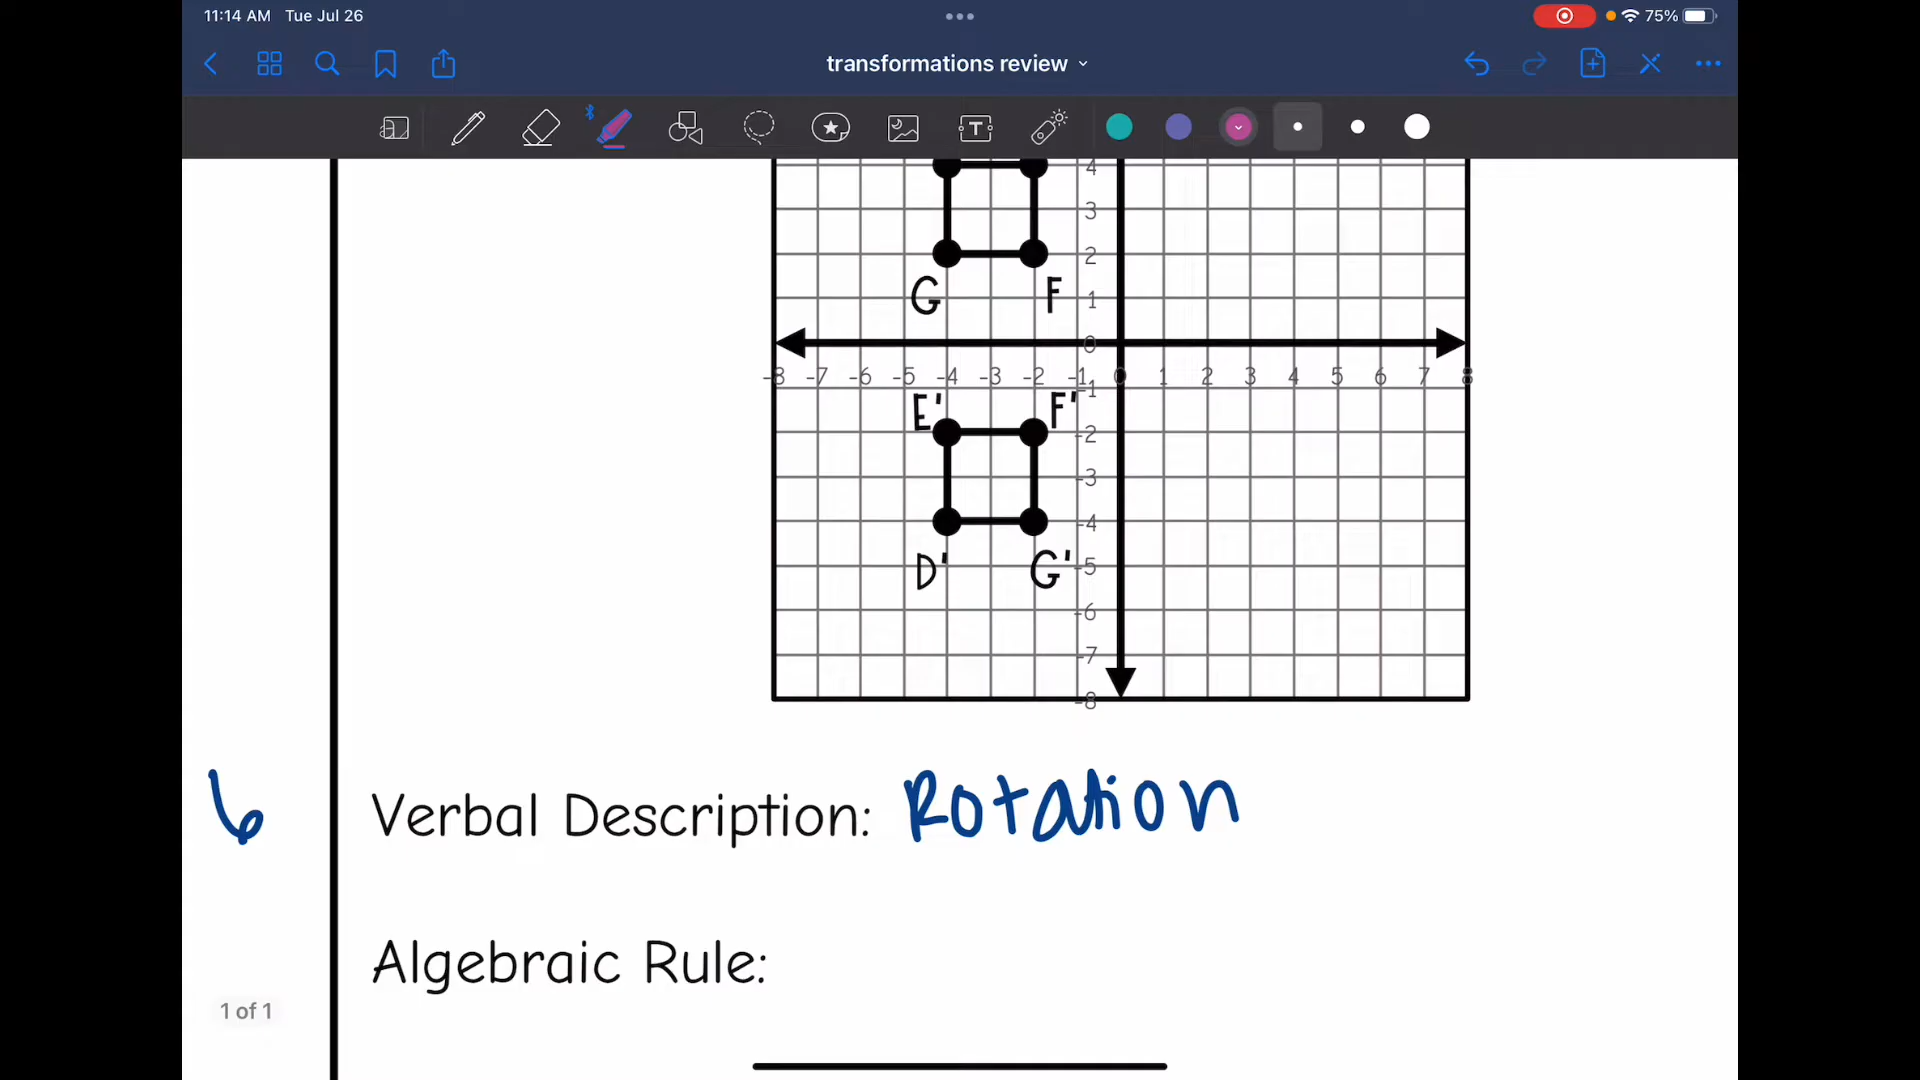 11:14 AM Tue Jul 26
75%
transformations review
T
4
3
2
G F 1
0
-8 -7 -6 -5 -4 -3 -2 -1 0 1 2 3 4 5 6 7 8
-1
E' F'
-2
-3
-4
D' G' -5
-6
-7
-8
6 Verbal Description: Rotation
Algebraic Rule:
1 of 1